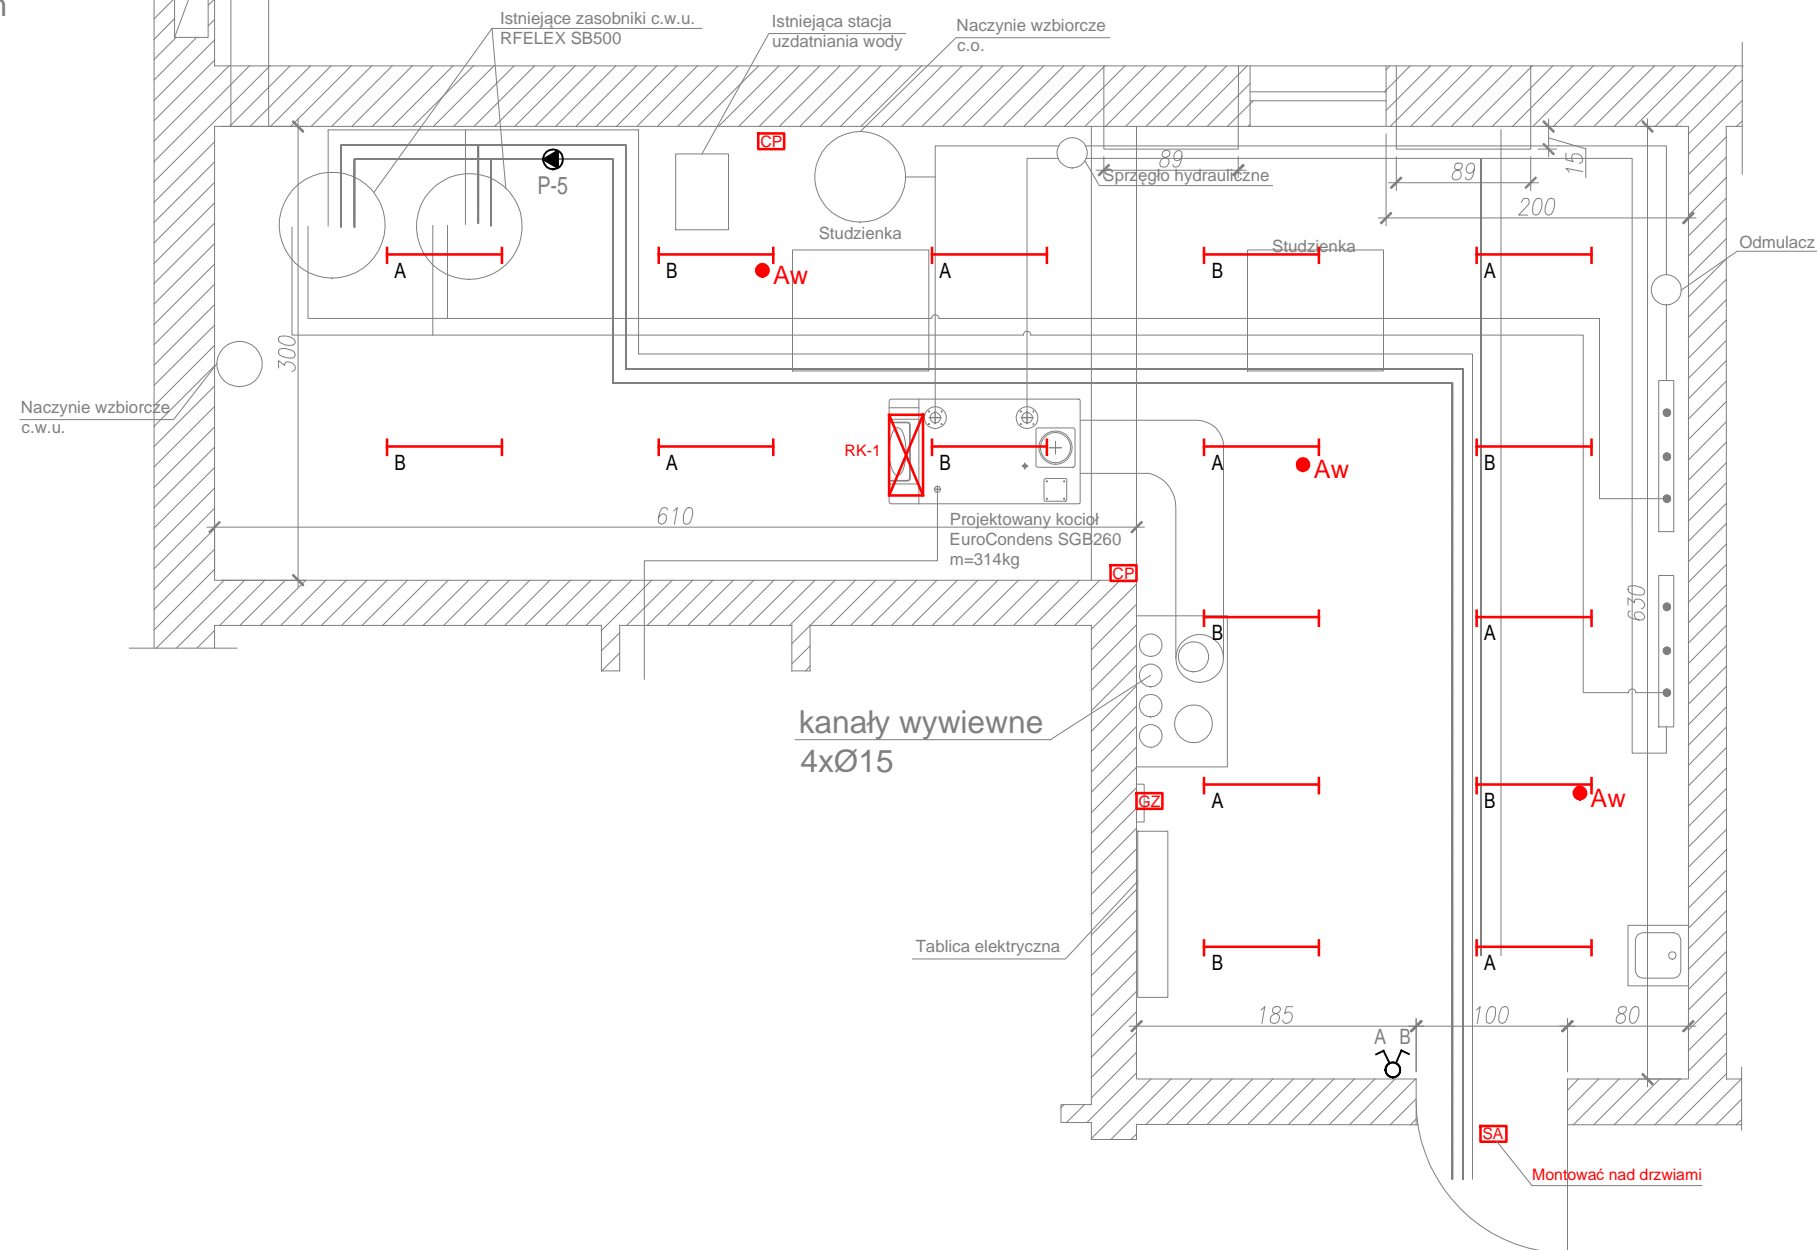 Istniejące zasobniki c.w.u.
RFELEX SB500
Istniejąca stacja
uzdatniania wody
Naczynie wzbiorcze
c.o.
CP
P-5
89
Sprzęgło hydrauliczne
89
15
200
Studzienka
Studzienka
Odmulacz
A
B
Aw
A
B
A
300
Naczynie wzbiorcze
c.w.u.
B
A
RK-1
B
A
Aw
B
610
Projektowany kocioł
EuroCondens SGB260
m=314kg
CP
630
B
A
kanały wywiewne
4xØ15
GZ
A
B
Aw
Tablica elektryczna
B
A
185
100
80
A B
SA
Montować nad drzwiami